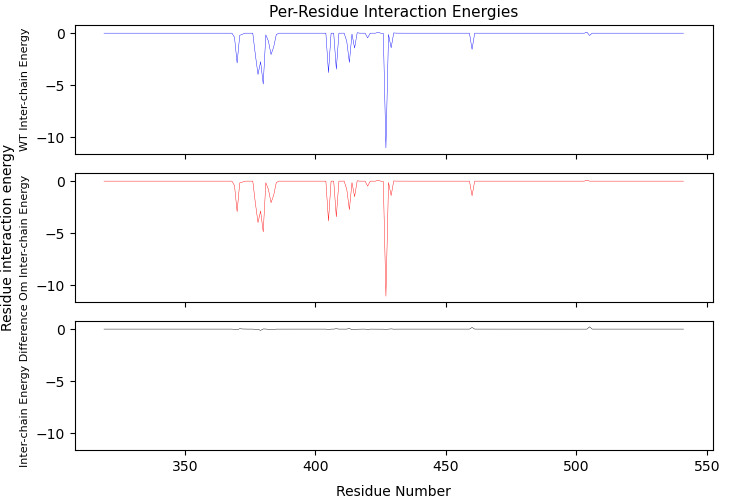 Per-Residue Interaction Energies
Residue interaction energy
WT Inter-chain Energy
0
−5
−10
Om Inter-chain Energy
0
−5
−10
Inter-chain Energy Difference
0
−5
−10
350
400
450
500
550
Residue Number